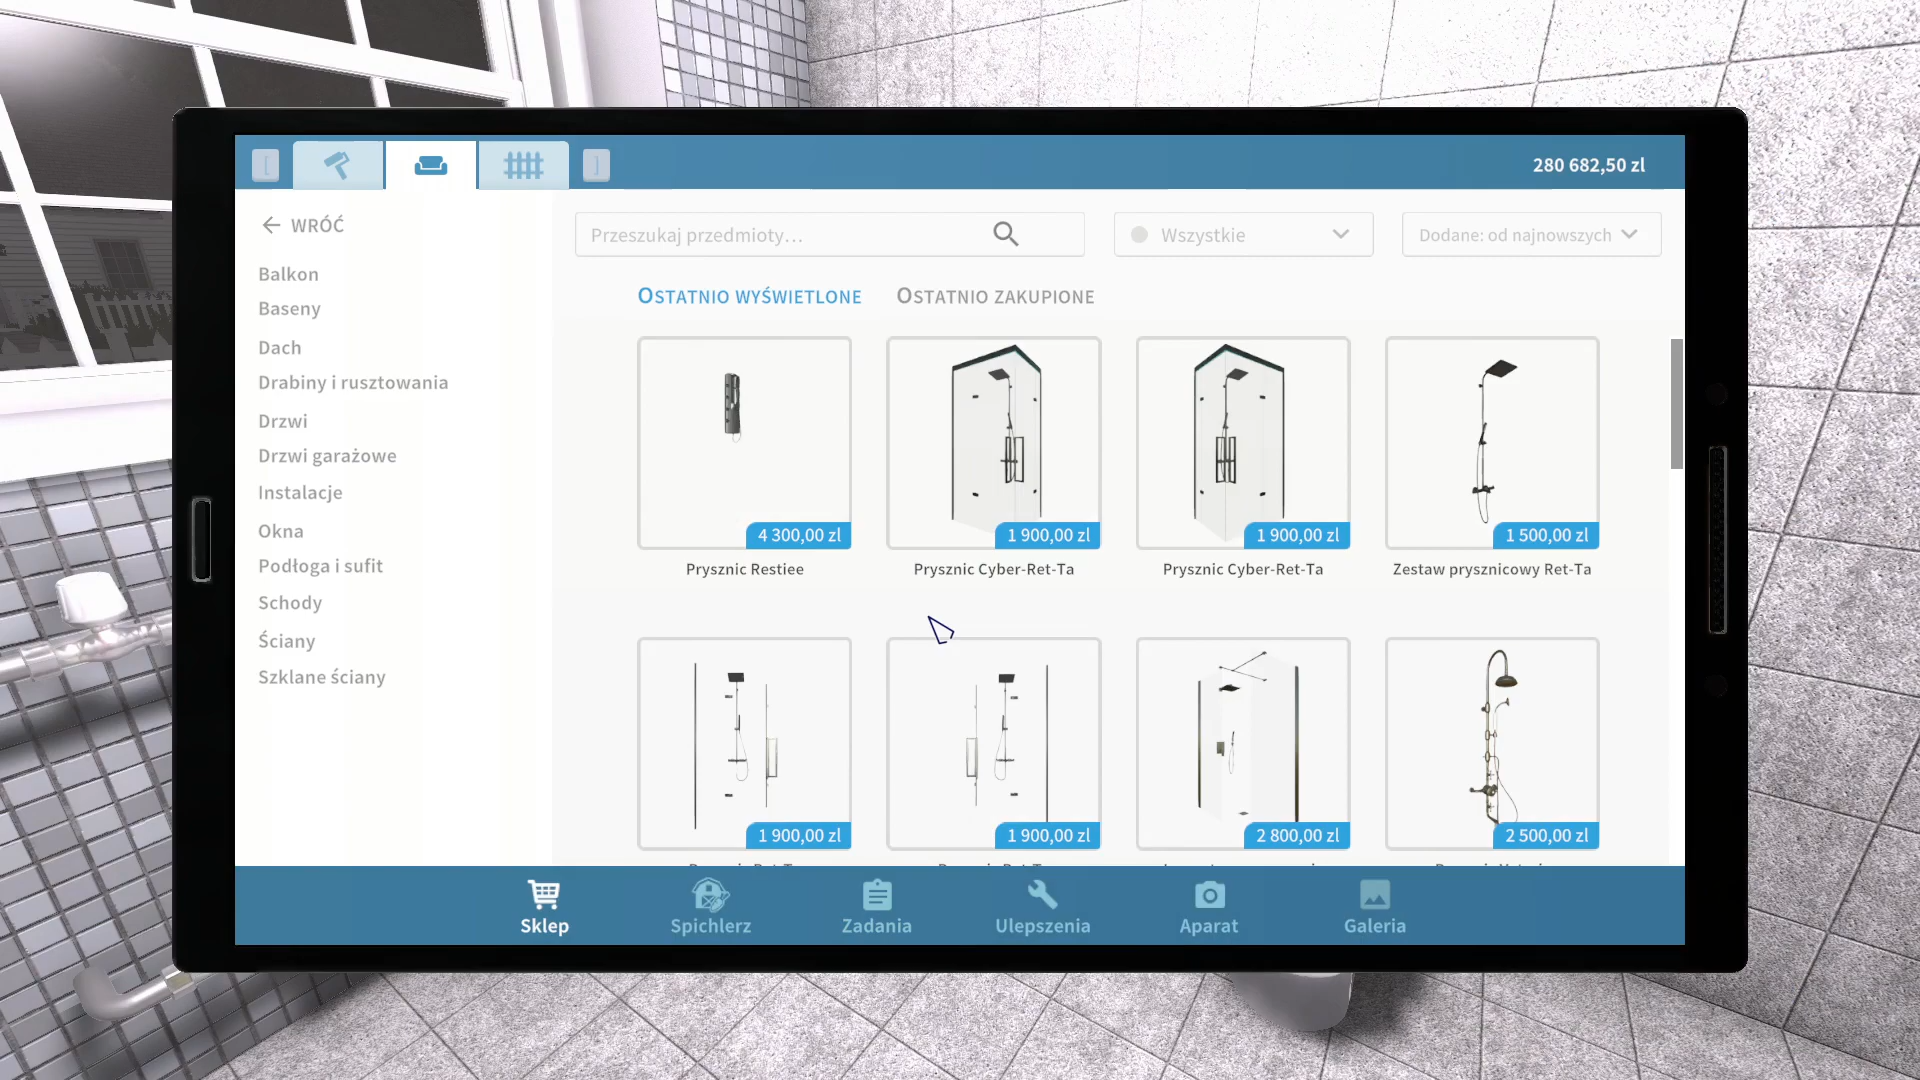 [
]
280 682,50 zl
WRÓĆ
Przeszukaj przedmioty...
Wszystkie
Dodane: od najnowszych
Balkon
Baseny
Dach
Drabiny i rusztowania
Drzwi
Drzwi garażowe
Instalacje
Okna
Podłoga i sufit
Schody
Ściany
Szklane ściany
OSTATNIO WYŚWIETLONE
OSTATNIO ZAKUPIONE
4 300,00 zl
1 900,00 zl
1 900,00 zl
1 500,00 zl
Prysznic Restiee
Prysznic Cyber-Ret-Ta
Prysznic Cyber-Ret-Ta
Zestaw prysznicowy Ret-Ta
1 900,00 zl
1 900,00 zl
2 800,00 zl
2 500,00 zl
Sklep
Spichlerz
Zadania
Ulepszenia
Aparat
Galeria